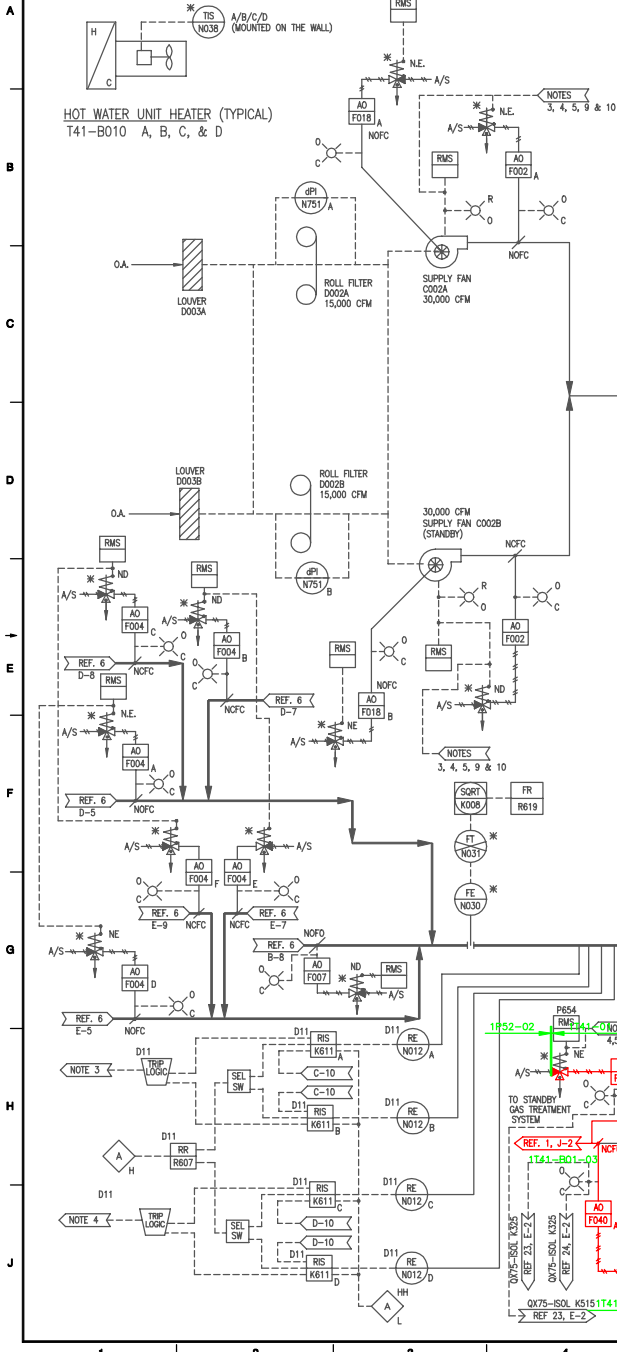 A
RMS
* TIS A/B/C/D
N038 (MOUNTED ON THE WALL)
H
C
N.E.
* A/S
HOT WATER UNIT HEATER (TYPICAL)
T41-B010 A, B, C, & D
AO
F018 A
NOFC
NOTES
3, 4, 5, 9 & 10
* N.E.
A/S
B
O
C
RMS
AO
F002 A
dPI
N751 A
R
O
O
C
NOFC
O.A.
LOUVER
D003A
ROLL FILTER
D002A
15,000 CFM
SUPPLY FAN
C002A
30,000 CFM
C
D
LOUVER
D003B
O.A.
ROLL FILTER
D002B
15,000 CFM
30,000 CFM
SUPPLY FAN C002B
(STANDBY)
NCFC
RMS
RMS
* ND
A/S
* ND
A/S
dPI
N751 B
R
O
O
C
AO
F004 C
AO
F004 B
AO
F002
O
C
O
C
O
C
RMS
RMS
E
REF. 6
D-8
NCFC
NOFC
* ND
A/S
RMS
NCFC
REF. 6
D-7
AO
F018 B
* N.E.
A/S
* NE
A/S
NOTES
3, 4, 5, 9 & 10
AO
F004 A
O
C
F
REF. 6
D-5
NOFC
SQRT
K008
FR
R619
* A/S
* A/S
FT *
N031
AO
F004 F
AO
F004 E
FE *
N030
O
C
O
C
REF. 6
E-9
NCFC
NCFC
REF. 6
E-7
G
* NE
A/S
REF. 6
B-8
NOFO
AO
F004 D
O
C
AO
F007
ND
RMS
A/S
O
C
REF. 6
E-5
NOFC
P654
RMS
1P52-02
* NE
A/S
D11
RIS
K611 A
D11
RE
N012 A
NOTE 3
D11
TRIP
LOGIC
SEL
SW
C-10
C-10
H
D11
RIS
K611 B
D11
RE
N012 B
TO STANDBY
GAS TREATMENT
SYSTEM
O
C
REF. 1, J-2
1T41-B01-03
A
H
D11
RR
R607
D11
D11
RIS
K611 C
D11
RE
N012 C
O
C
NOTE 4
TRIP
LOGIC
SEL
SW
D-10
D-10
AO
F040
QX75-ISOL K325
REF 23, E-2
QX75-ISOL K325
REF 24, E-2
J
D11
RIS
K611 D
D11
RE
N012 D
A
HH
L
QX75-ISOL K515
REF 23, E-2